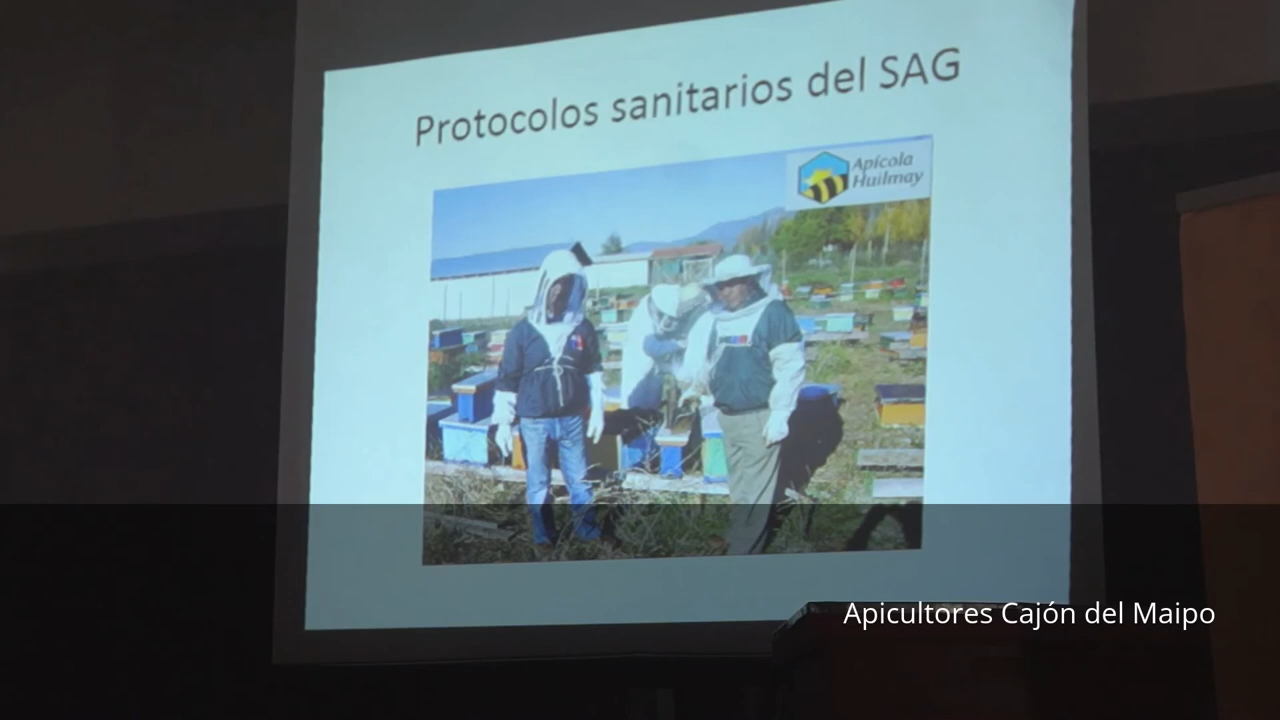 Protocolos sanitarios del SAG
Apícola
Huilmay
Apicultores Cajón del Maipo